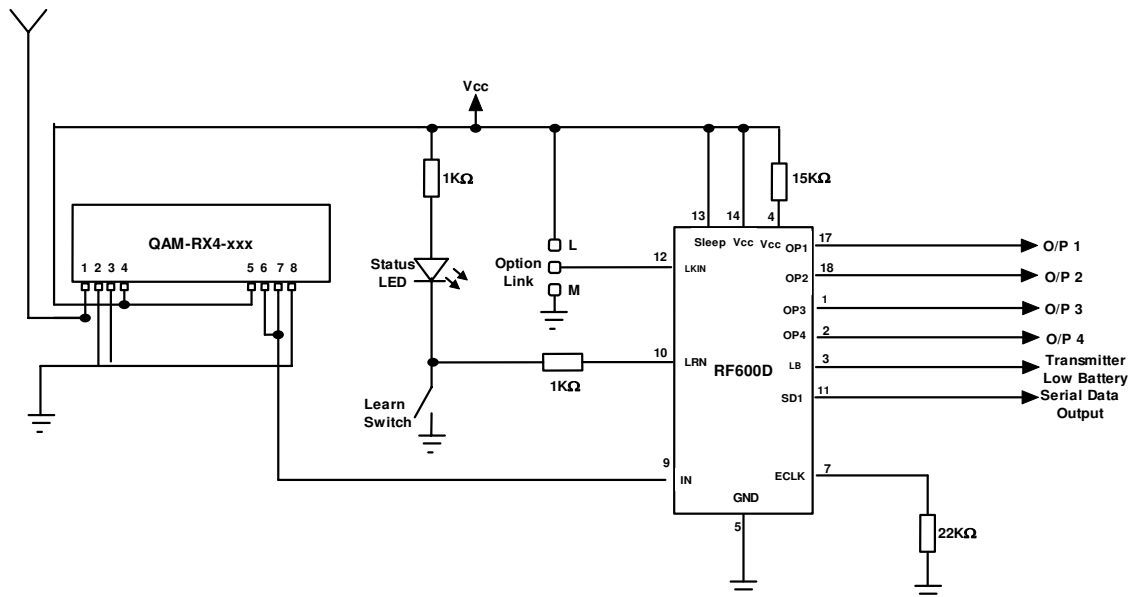 Vcc
1KΩ
15KΩ
QAM-RX4-xxx
1 2 3 4 5 6 7 8
Status
LED
Option
Link
L
M
13 14 4
Sleep Vcc Vcc
12 LKIN
10 LRN
9 IN
RF600D
OP1 17 O/P 1
OP2 18 O/P 2
OP3 1 O/P 3
OP4 2 O/P 4
LB 3 Transmitter
Low Battery
SD1 11 Serial Data
Output
1KΩ
Learn
Switch
ECLK 7
GND
5
22KΩ